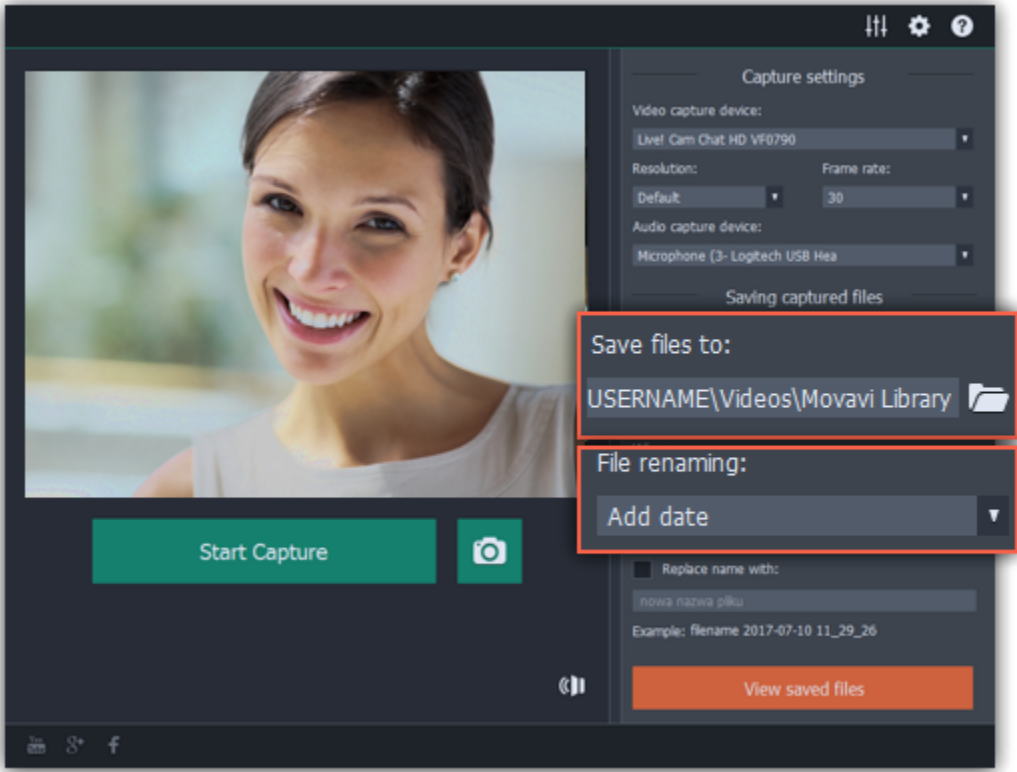 Capture settings
Video capture device:
Live! Cam Chat HD VF0790
Resolution:
Frame rate:
Default
30
Audio capture device:
Microphone (3- Logitech USB Hea
Saving captured files
Save files to:
USERNAME\Videos\Movavi Library
File renaming:
Add date
Start Capture
Replace name with:
nowa nazwa pliku
Example: filename 2017-07-10 11_29_26
View saved files